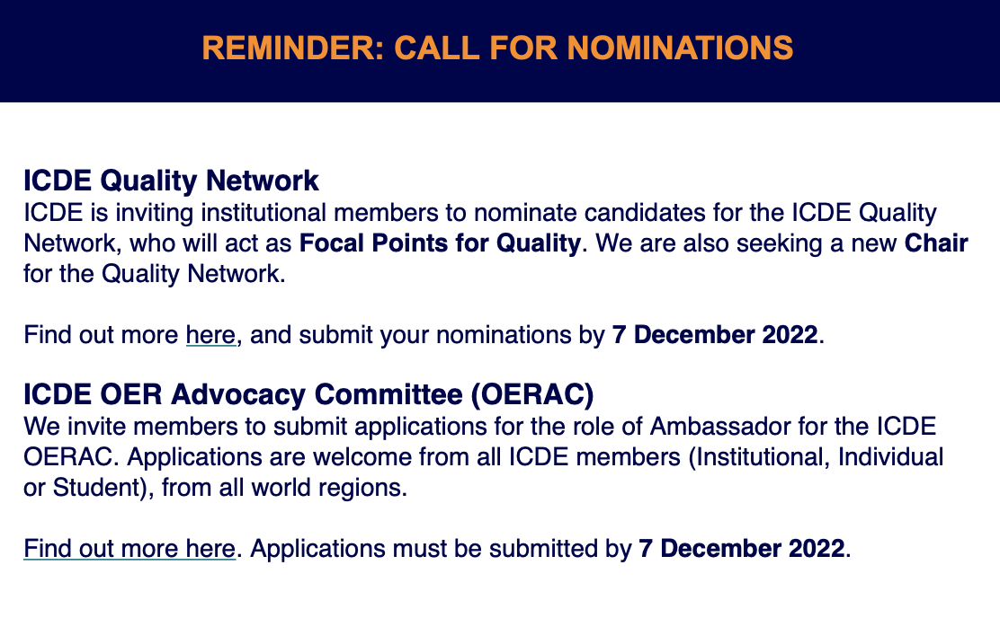 REMINDER: CALL FOR NOMINATIONS
ICDE Quality Network
ICDE is inviting institutional members to nominate candidates for the ICDE Quality
Network, who will act as Focal Points for Quality. We are also seeking a new Chair
for the Quality Network.
Find out more here, and submit your nominations by 7 December 2022.
ICDE OER Advocacy Committee (OERAC)
We invite members to submit applications for the role of Ambassador for the ICDE
OERAC. Applications are welcome from all ICDE members (Institutional, Individual
or Student), from all world regions.
Find out more here. Applications must be submitted by 7 December 2022.